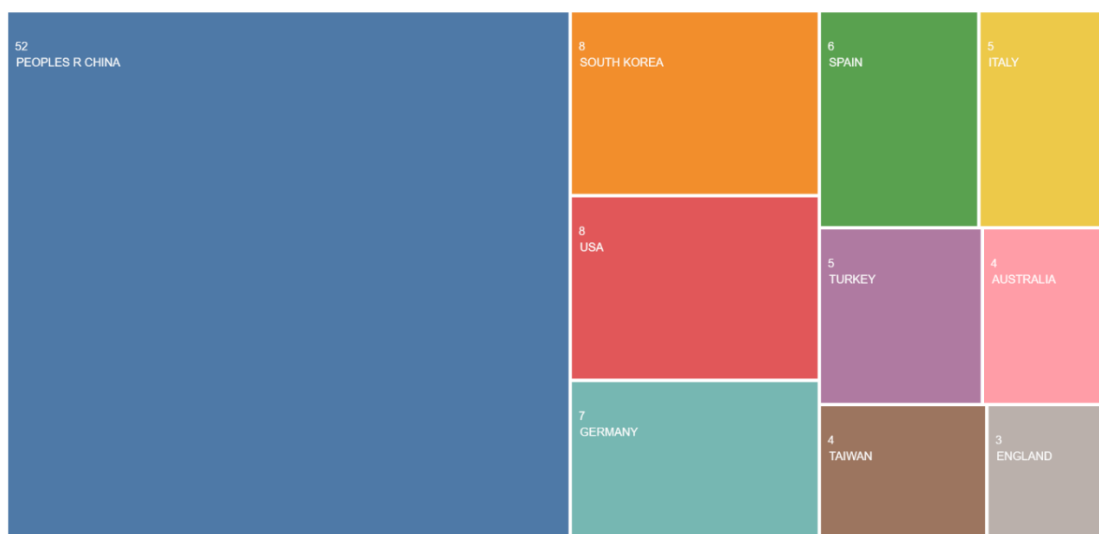 52
PEOPLES R CHINA
8
SOUTH KOREA
8
USA
7
GERMANY
6
SPAIN
5
ITALY
5
TURKEY
4
AUSTRALIA
4
TAIWAN
3
ENGLAND